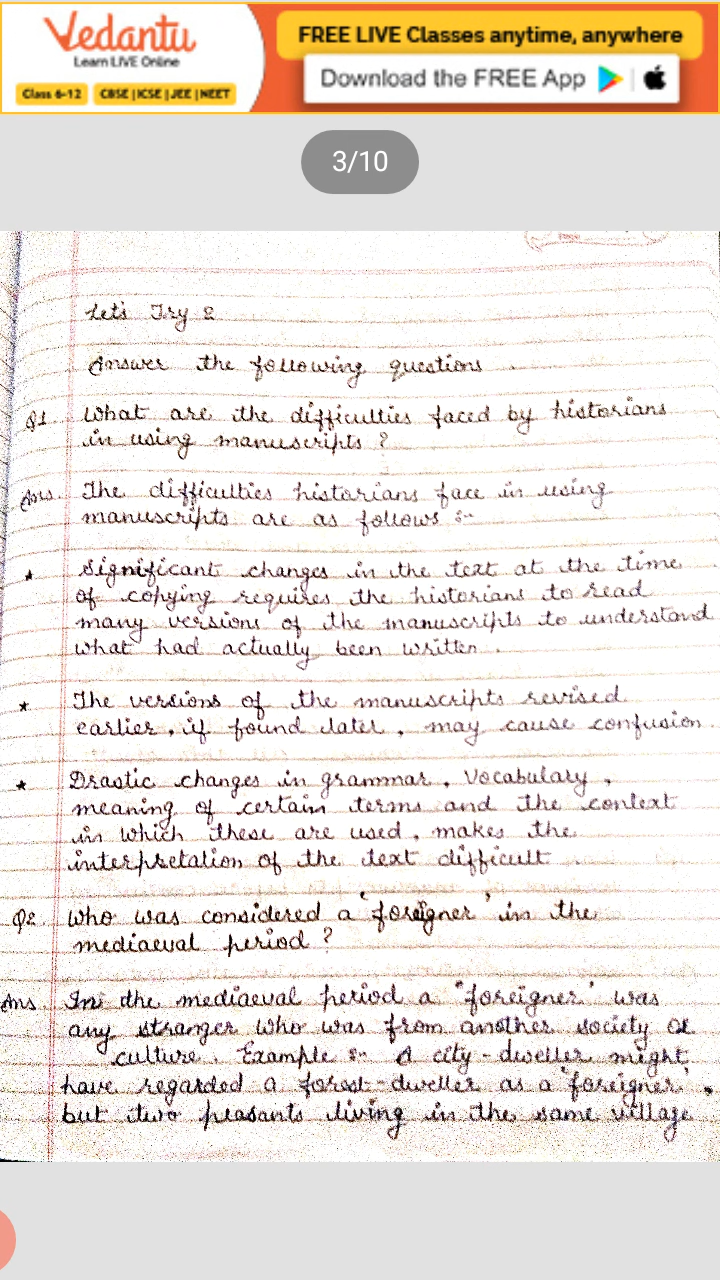 Vedantu
Learn LIVE Online
Class 6-12
CBSE | ICSE | JEE | NEET
FREE LIVE Classes anytime, anywhere
Download the FREE App
3/10
Let's Try 2
Answer the following questions
Q1. What are the difficulties faced by historians
in using manuscripts ?
Ans. The difficulties historians face in using
manuscripts are as follows :-
* Significant changes in the text at the time
of copying requires the historians to read
many versions of the manuscripts to understand
what had actually been written .
* The versions of the manuscripts revised
earlier , if found later , may cause confusion .
* Drastic changes in grammar , vocabulary ,
meaning of certain terms and the context
in which these are used , makes the
interpretation of the text difficult .
Q2. Who was considered a 'foreigner' in the
mediaeval period ?
Ans. In the mediaeval period a "foreigner' was
any stranger who was from another society or
culture . Example :- A city - dweller might
have regarded a forest - dweller as a 'foreigner' ,
but two peasants living in the same village